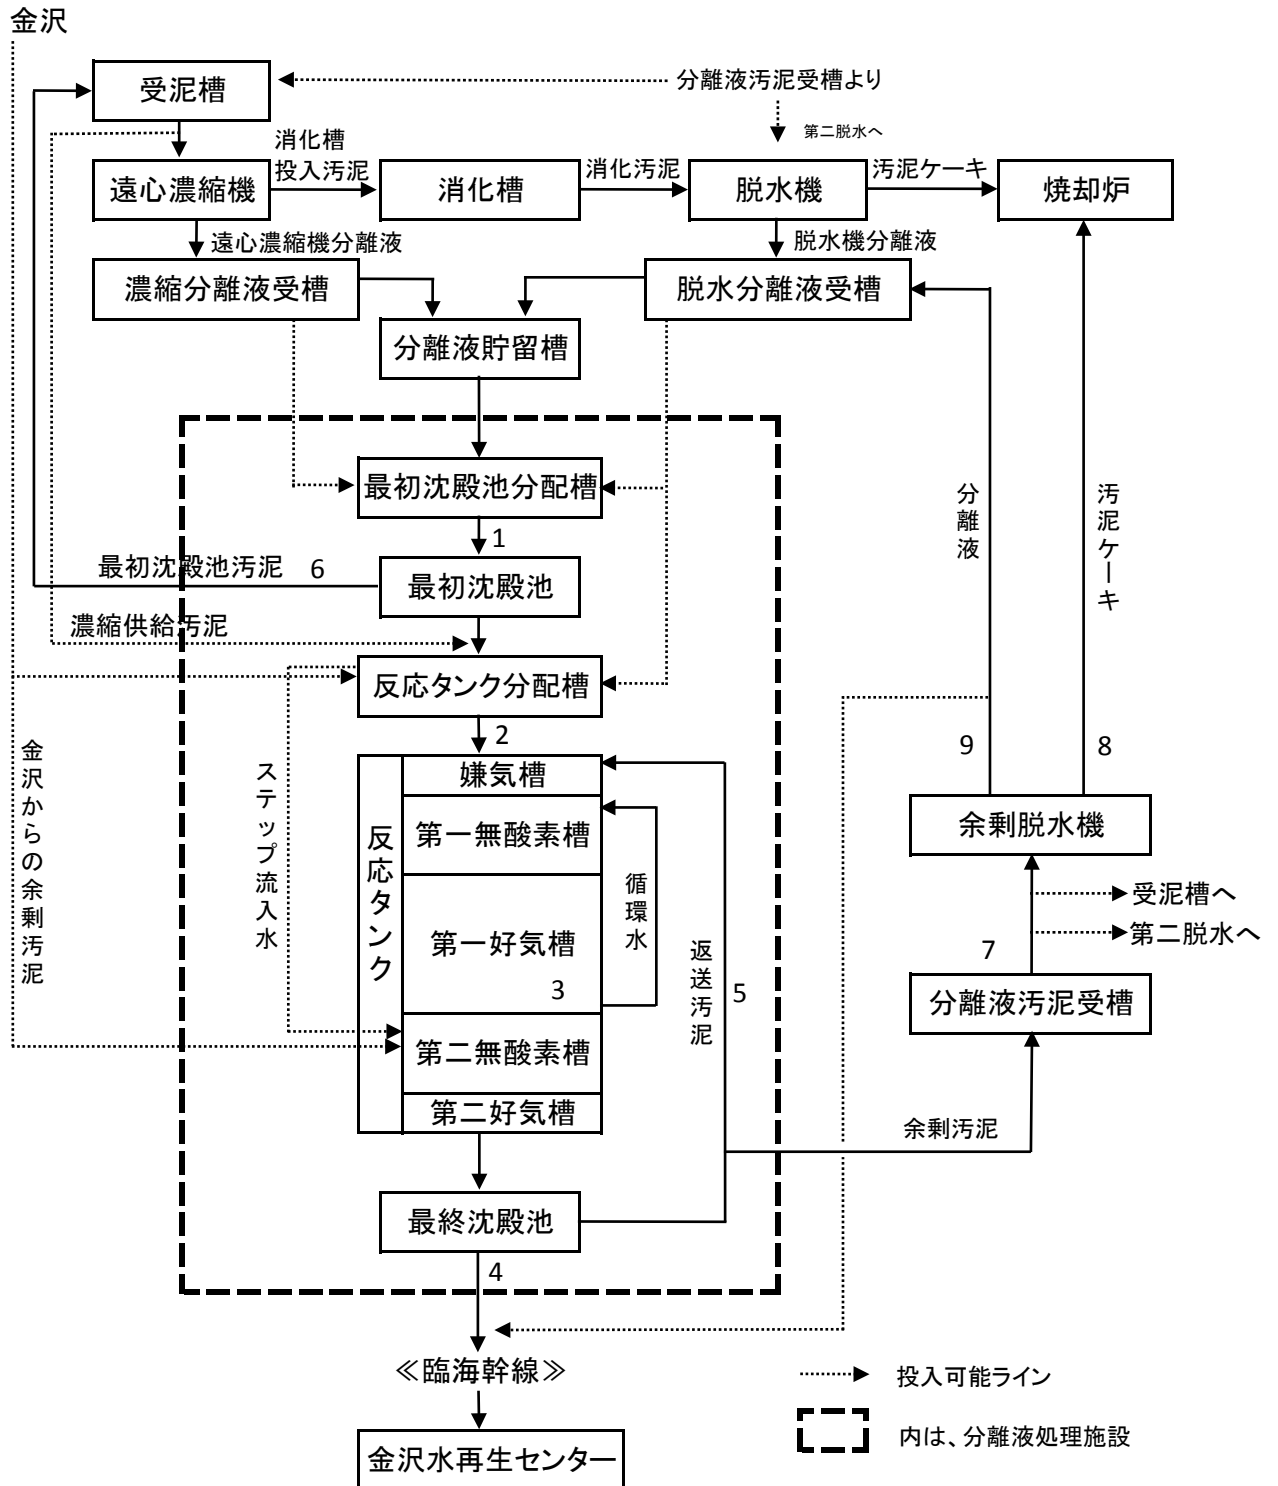 金沢
受泥槽
分離液汚泥受槽より
第二脱水へ
消化槽
投入汚泥
消化汚泥
汚泥ケーキ
遠心濃縮機
消化槽
脱水機
焼却炉
遠心濃縮機分離液
脱水機分離液
濃縮分離液受槽
脱水分離液受槽
分離液貯留槽
最初沈殿池分配槽
分離液
汚泥ケーキ
1
最初沈殿池汚泥 6
最初沈殿池
濃縮供給汚泥
反応タンク分配槽
2
9
8
金沢からの余剰汚泥
ステップ流入水
反応タンク
嫌気槽
第一無酸素槽
循環水
第一好気槽
3
返送汚泥
5
第二無酸素槽
第二好気槽
余剰脱水機
受泥槽へ
第二脱水へ
7
分離液汚泥受槽
余剰汚泥
最終沈殿池
4
≪臨海幹線≫
金沢水再生センター
投入可能ライン
内は、分離液処理施設